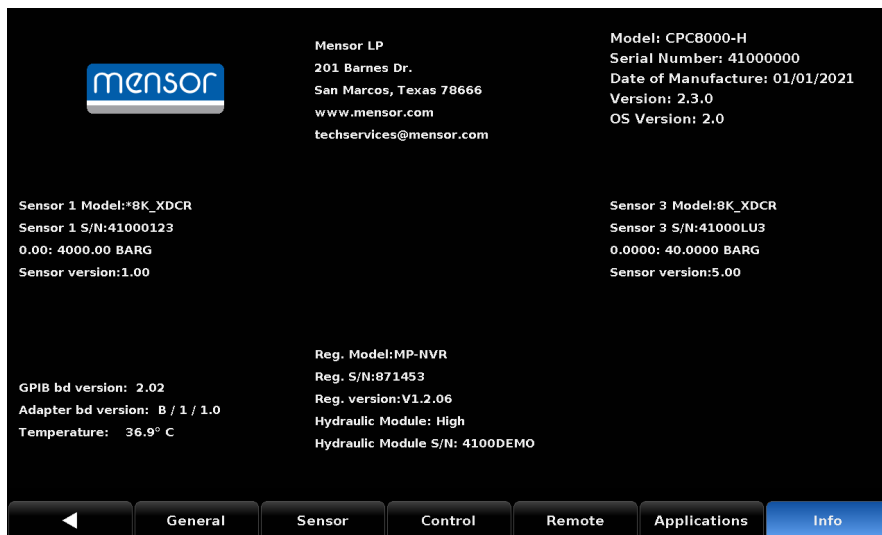 mensor
Mensor LP
201 Barnes Dr.
San Marcos, Texas 78666
www.mensor.com
techservices@mensor.com
Model: CPC8000-H
Serial Number: 41000000
Date of Manufacture: 01/01/2021
Version: 2.3.0
OS Version: 2.0
Sensor 1 Model:*8K_XDCR
Sensor 1 S/N:41000123
0.00: 4000.00 BARG
Sensor version:1.00
Sensor 3 Model:8K_XDCR
Sensor 3 S/N:41000LU3
0.0000: 40.0000 BARG
Sensor version:5.00
GPIB bd version: 2.02
Adapter bd version: B / 1 / 1.0
Temperature: 36.9° C
Reg. Model:MP-NVR
Reg. S/N:871453
Reg. version:V1.2.06
Hydraulic Module: High
Hydraulic Module S/N: 4100DEMO
General
Sensor
Control
Remote
Applications
Info